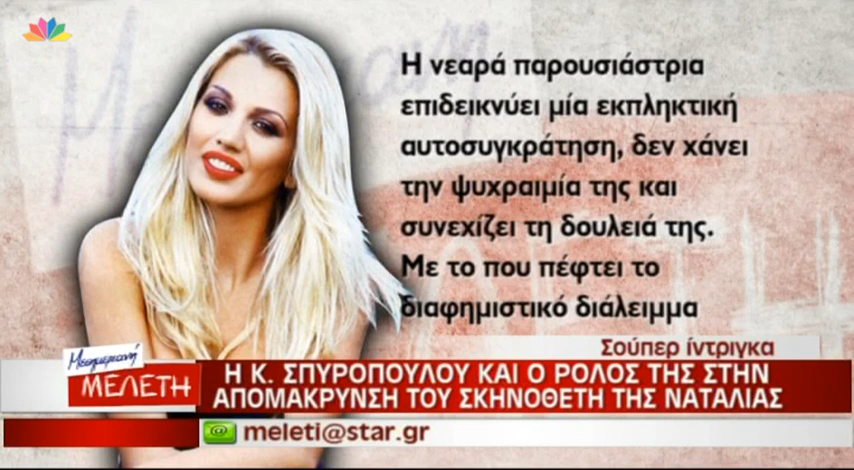 Η νεαρά παρουσιάστρια
επιδεικνύει μία εκπληκτική
αυτοσυγκράτηση, δεν χάνει
την ψυχραιμία της και
συνεχίζει τη δουλειά της.
Με το που πέφτει το
διαφημιστικό διάλειμμα
Σούπερ ίντριγκα
Μεσημεριανή
ΜΕΛΕΤΗ
Η Κ. ΣΠΥΡΟΠΟΥΛΟΥ ΚΑΙ Ο ΡΟΛΟΣ ΤΗΣ ΣΤΗΝ
ΑΠΟΜΑΚΡΥΝΣΗ ΤΟΥ ΣΚΗΝΟΘΕΤΗ ΤΗΣ ΝΑΤΑΛΙΑΣ
@ meleti@star.gr